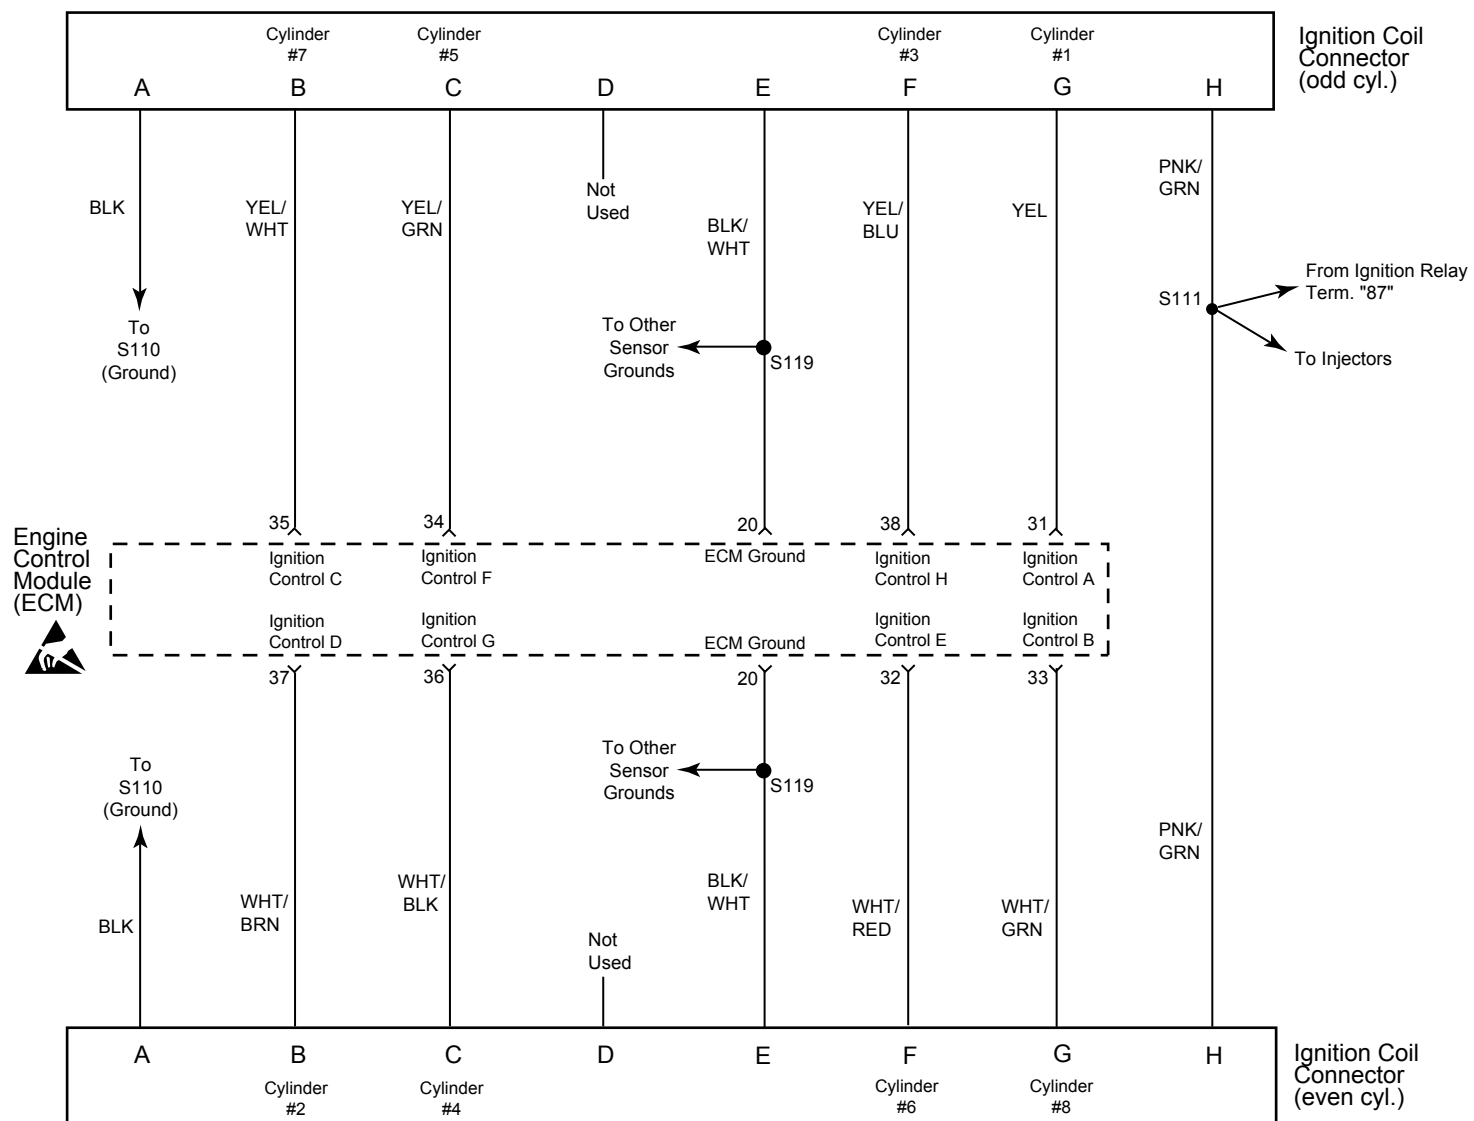 Cylinder
#7
Cylinder
#5
Cylinder
#3
Cylinder
#1
Ignition Coil
Connector
(odd cyl.)
A
B
C
D
E
F
G
H
BLK
YEL/
WHT
YEL/
GRN
Not
Used
BLK/
WHT
YEL/
BLU
YEL
PNK/
GRN
To
S110
(Ground)
To Other
Sensor
Grounds
S119
S111
From Ignition Relay
Term. "87"
To Injectors
35
34
20
38
31
Engine
Control
Module
(ECM)
Ignition
Control C
Ignition
Control F
ECM Ground
Ignition
Control H
Ignition
Control A
Ignition
Control D
Ignition
Control G
ECM Ground
Ignition
Control E
Ignition
Control B
37
36
20
32
33
To
S110
(Ground)
To Other
Sensor
Grounds
S119
BLK
WHT/
BRN
WHT/
BLK
Not
Used
BLK/
WHT
WHT/
RED
WHT/
GRN
PNK/
GRN
A
B
C
D
E
F
G
H
Cylinder
#2
Cylinder
#4
Cylinder
#6
Cylinder
#8
Ignition Coil
Connector
(even cyl.)